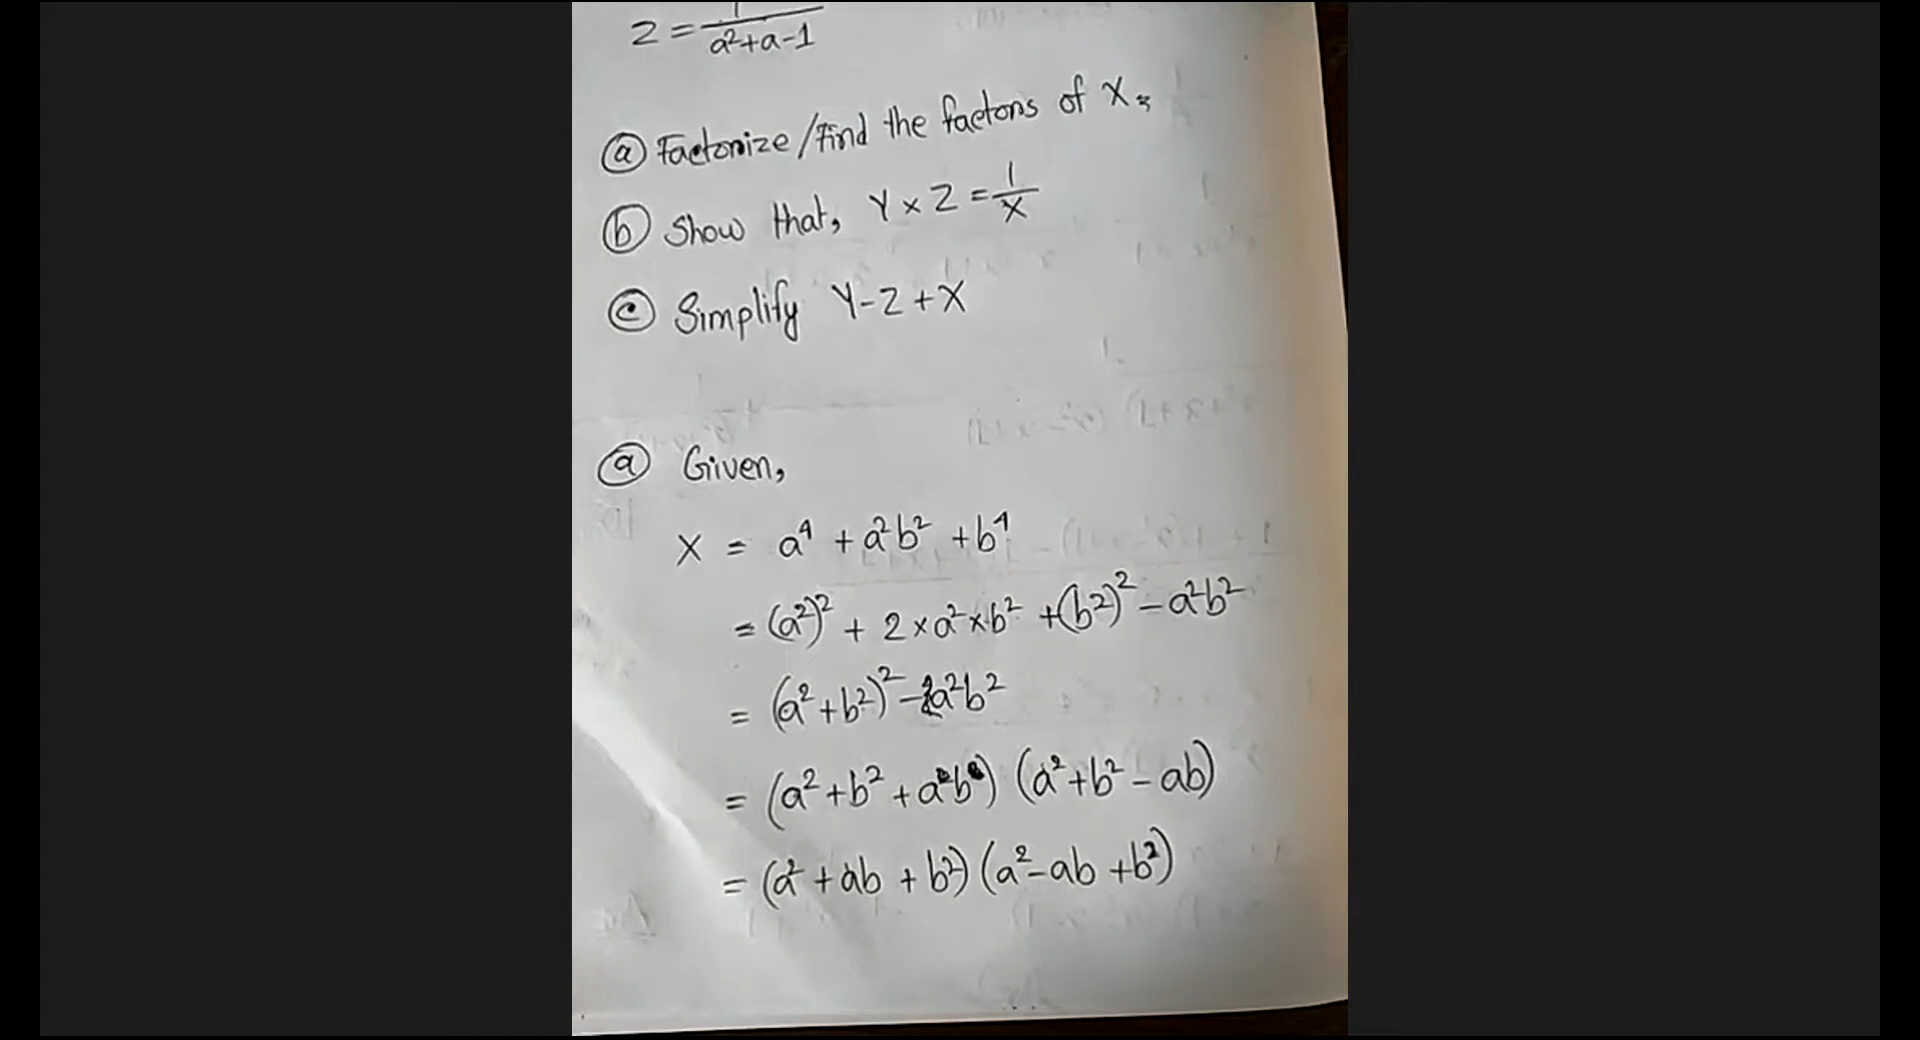 Z = 1/(a²+a-1)
ⓐ Factorize/Find the factors of X,
ⓑ Show that, Y × Z = 1/X
ⓒ Simplify Y - Z + X
ⓐ Given,
X = a⁴ + a²b² + b⁴
= (a²)² + 2×a²×b² + (b²)² - a²b²
= (a²+b²)² - a²b²
= (a²+b²+ab) (a²+b²-ab)
= (a²+ab+b²) (a²-ab+b²)